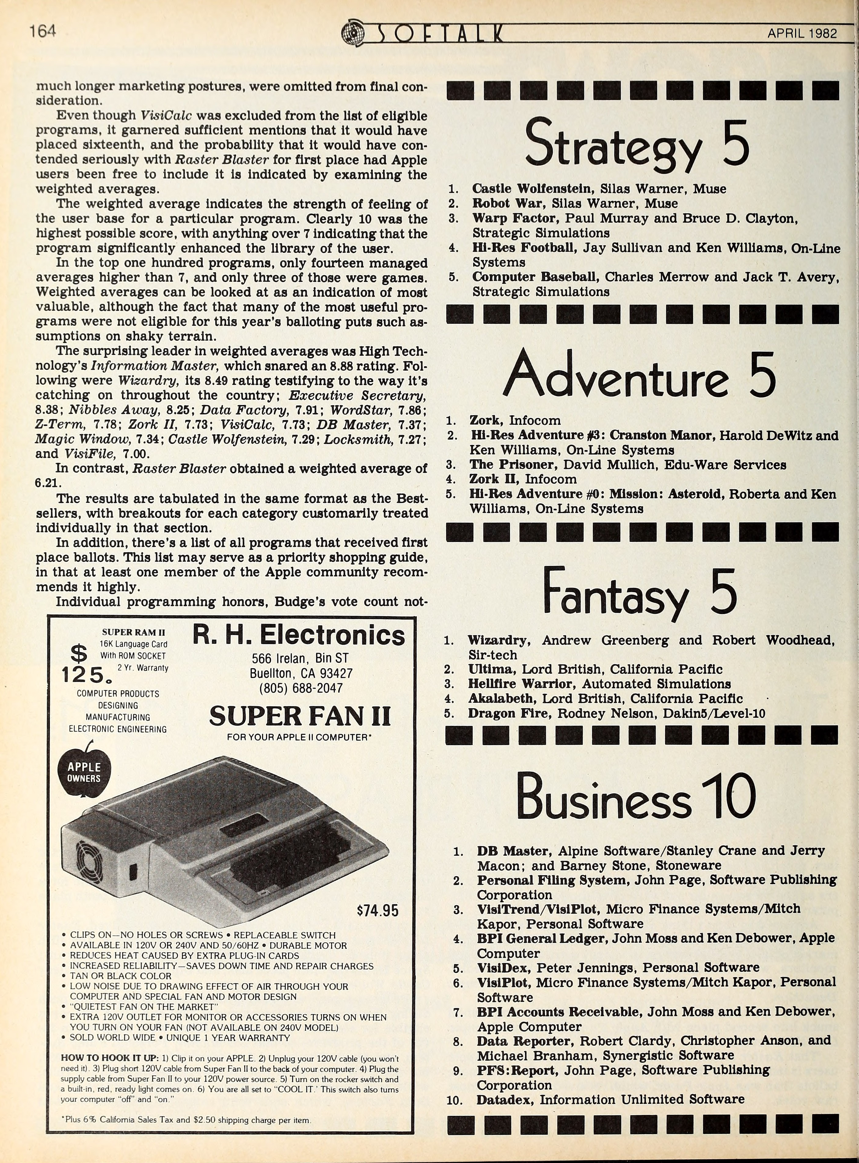 164
SOFTALK
APRIL 1982
much longer marketing postures, were omitted from final con-
sideration.
Even though VisiCalc was excluded from the list of eligible
programs, it garnered sufficient mentions that it would have
placed sixteenth, and the probability that it would have con-
tended seriously with Raster Blaster for first place had Apple
users been free to include it is indicated by examining the
weighted averages.
The weighted average indicates the strength of feeling of
the user base for a particular program. Clearly 10 was the
highest possible score, with anything over 7 indicating that the
program significantly enhanced the library of the user.
In the top one hundred programs, only fourteen managed
averages higher than 7, and only three of those were games.
Weighted averages can be looked at as an indication of most
valuable, although the fact that many of the most useful pro-
grams were not eligible for this year's balloting puts such as-
sumptions on shaky terrain.
The surprising leader in weighted averages was High Tech-
nology's Information Master, which snared an 8.88 rating. Fol-
lowing were Wizardry, its 8.49 rating testifying to the way it's
catching on throughout the country; Executive Secretary,
8.38; Nibbles Away, 8.25; Data Factory, 7.91; WordStar, 7.86;
Z-Term, 7.78; Zork II, 7.73; VisiCalc, 7.73; DB Master, 7.37;
Magic Window, 7.34; Castle Wolfenstein, 7.29; Locksmith, 7.27;
and VisiFile, 7.00.
In contrast, Raster Blaster obtained a weighted average of
6.21.
The results are tabulated in the same format as the Best-
sellers, with breakouts for each category customarily treated
individually in that section.
In addition, there's a list of all programs that received first
place ballots. This list may serve as a priority shopping guide,
in that at least one member of the Apple community recom-
mends it highly.
Individual programming honors, Budge's vote count not-
SUPER RAM II
16K Language Card
With ROM SOCKET
2 Yr. Warranty
$125.
COMPUTER PRODUCTS
DESIGNING
MANUFACTURING
ELECTRONIC ENGINEERING
R. H. Electronics
566 Irelan, Bin ST
Buellton, CA 93427
(805) 688-2047
SUPER FAN II
FOR YOUR APPLE II COMPUTER*
APPLE
OWNERS
$74.95
• CLIPS ON—NO HOLES OR SCREWS • REPLACEABLE SWITCH
• AVAILABLE IN 120V OR 240V AND 50/60HZ • DURABLE MOTOR
• REDUCES HEAT CAUSED BY EXTRA PLUG-IN CARDS
• INCREASED RELIABILITY—SAVES DOWN TIME AND REPAIR CHARGES
• TAN OR BLACK COLOR
• LOW NOISE DUE TO DRAWING EFFECT OF AIR THROUGH YOUR
COMPUTER AND SPECIAL FAN AND MOTOR DESIGN
• "QUIETEST FAN ON THE MARKET"
• EXTRA 120V OUTLET FOR MONITOR OR ACCESSORIES TURNS ON WHEN
YOU TURN ON YOUR FAN (NOT AVAILABLE ON 240V MODEL)
• SOLD WORLD WIDE • UNIQUE 1 YEAR WARRANTY
HOW TO HOOK IT UP: 1) Clip it on your APPLE. 2) Unplug your 120V cable (you won't
need it). 3) Plug short 120V cable from Super Fan II to the back of your computer. 4) Plug the
supply cable from Super Fan II to your 120V power source. 5) Turn on the rocker switch and
a built-in, red, ready light comes on. 6) You are all set to "COOL IT.' This switch also turns
your computer "off" and "on."
*Plus 6% California Sales Tax and $2.50 shipping charge per item.
Strategy 5
1. Castle Wolfenstein, Silas Warner, Muse
2. Robot War, Silas Warner, Muse
3. Warp Factor, Paul Murray and Bruce D. Clayton,
Strategic Simulations
4. Hi-Res Football, Jay Sullivan and Ken Williams, On-Line
Systems
5. Computer Baseball, Charles Merrow and Jack T. Avery,
Strategic Simulations
Adventure 5
1. Zork, Infocom
2. Hi-Res Adventure #3: Cranston Manor, Harold DeWitz and
Ken Williams, On-Line Systems
3. The Prisoner, David Mullich, Edu-Ware Services
4. Zork II, Infocom
5. Hi-Res Adventure #0: Mission: Asteroid, Roberta and Ken
Williams, On-Line Systems
Fantasy 5
1. Wizardry, Andrew Greenberg and Robert Woodhead,
Sir-tech
2. Ultima, Lord British, California Pacific
3. Hellfire Warrior, Automated Simulations
4. Akalabeth, Lord British, California Pacific
5. Dragon Fire, Rodney Nelson, Dakin5/Level-10
Business 10
1. DB Master, Alpine Software/Stanley Crane and Jerry
Macon; and Barney Stone, Stoneware
2. Personal Filing System, John Page, Software Publishing
Corporation
3. VisiTrend/VisiPlot, Micro Finance Systems/Mitch
Kapor, Personal Software
4. BPI General Ledger, John Moss and Ken Debower, Apple
Computer
5. VisiDex, Peter Jennings, Personal Software
6. VisiPlot, Micro Finance Systems/Mitch Kapor, Personal
Software
7. BPI Accounts Receivable, John Moss and Ken Debower,
Apple Computer
8. Data Reporter, Robert Clardy, Christopher Anson, and
Michael Branham, Synergistic Software
9. PFS:Report, John Page, Software Publishing
Corporation
10. Datadex, Information Unlimited Software